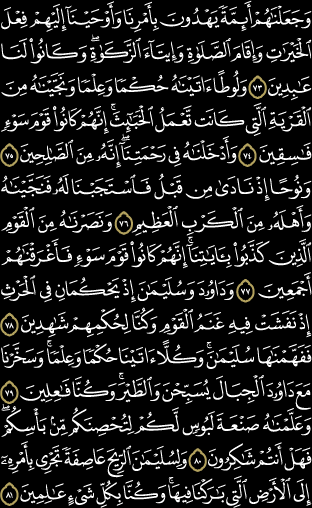 وَجَعَلْنَٰهُمْ أَئِمَّةً يَهْدُونَ بِأَمْرِنَا وَأَوْحَيْنَآ إِلَيْهِمْ فِعْلَ
ٱلْخَيْرَٰتِ وَإِقَامَ ٱلصَّلَوٰةِ وَإِيتَآءَ ٱلزَّكَوٰةِ ۖ وَكَانُوا۟ لَنَا
عَٰبِدِينَ ٧٣ وَلُوطًا ءَاتَيْنَٰهُ حُكْمًا وَعِلْمًا وَنَجَّيْنَٰهُ مِنَ
ٱلْقَرْيَةِ ٱلَّتِى كَانَت تَّعْمَلُ ٱلْخَبَٰٓئِثَ ۗ إِنَّهُمْ كَانُوا۟ قَوْمَ سَوْءٍ
فَٰسِقِينَ ٧٤ وَأَدْخَلْنَٰهُ فِى رَحْمَتِنَآ ۖ إِنَّهُۥ مِنَ ٱلصَّٰلِحِينَ ٧٥
وَنُوحًا إِذْ نَادَىٰ مِن قَبْلُ فَٱسْتَجَبْنَا لَهُۥ فَنَجَّيْنَٰهُ
وَأَهْلَهُۥ مِنَ ٱلْكَرْبِ ٱلْعَظِيمِ ٧٦ وَنَصَرْنَٰهُ مِنَ ٱلْقَوْمِ
ٱلَّذِينَ كَذَّبُوا۟ بِـَٔايَٰتِنَآ ۚ إِنَّهُمْ كَانُوا۟ قَوْمَ سَوْءٍ فَأَغْرَقْنَٰهُمْ
أَجْمَعِينَ ٧٧ وَدَاوُۥدَ وَسُلَيْمَٰنَ إِذْ يَحْكُمَانِ فِى ٱلْحَرْثِ
إِذْ نَفَشَتْ فِيهِ غَنَمُ ٱلْقَوْمِ وَكُنَّا لِحُكْمِهِمْ شَٰهِدِينَ ٧٨
فَفَهَّمْنَٰهَا سُلَيْمَٰنَ ۚ وَكُلًّا ءَاتَيْنَا حُكْمًا وَعِلْمًا ۚ وَسَخَّرْنَا
مَعَ دَاوُۥدَ ٱلْجِبَالَ يُسَبِّحْنَ وَٱلطَّيْرَ ۚ وَكُنَّا فَٰعِلِينَ ٧٩
وَعَلَّمْنَٰهُ صَنْعَةَ لَبُوسٍ لَّكُمْ لِتُحْصِنَكُم مِّنۢ بَأْسِكُمْ ۖ
فَهَلْ أَنتُمْ شَٰكِرُونَ ٨٠ وَلِسُلَيْمَٰنَ ٱلرِّيحَ عَاصِفَةً تَجْرِى بِأَمْرِهِۦٓ
إِلَى ٱلْأَرْضِ ٱلَّتِى بَٰرَكْنَا فِيهَا ۚ وَكُنَّا بِكُلِّ شَىْءٍ عَٰلِمِينَ ٨١